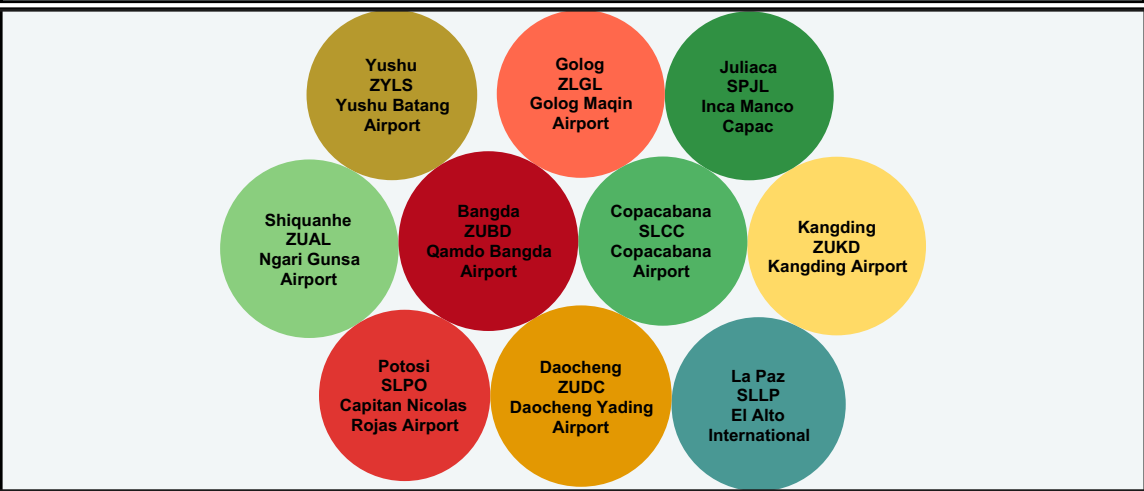 Yushu
ZYLS
Yushu Batang
Airport
Golog
ZLGL
Golog Maqin
Airport
Juliaca
SPJL
Inca Manco
Capac
Shiquanhe
ZUAL
Ngari Gunsa
Airport
Bangda
ZUBD
Qamdo Bangda
Airport
Copacabana
SLCC
Copacabana
Airport
Kangding
ZUKD
Kangding Airport
Potosi
SLPO
Capitan Nicolas
Rojas Airport
Daocheng
ZUDC
Daocheng Yading
Airport
La Paz
SLLP
El Alto
International